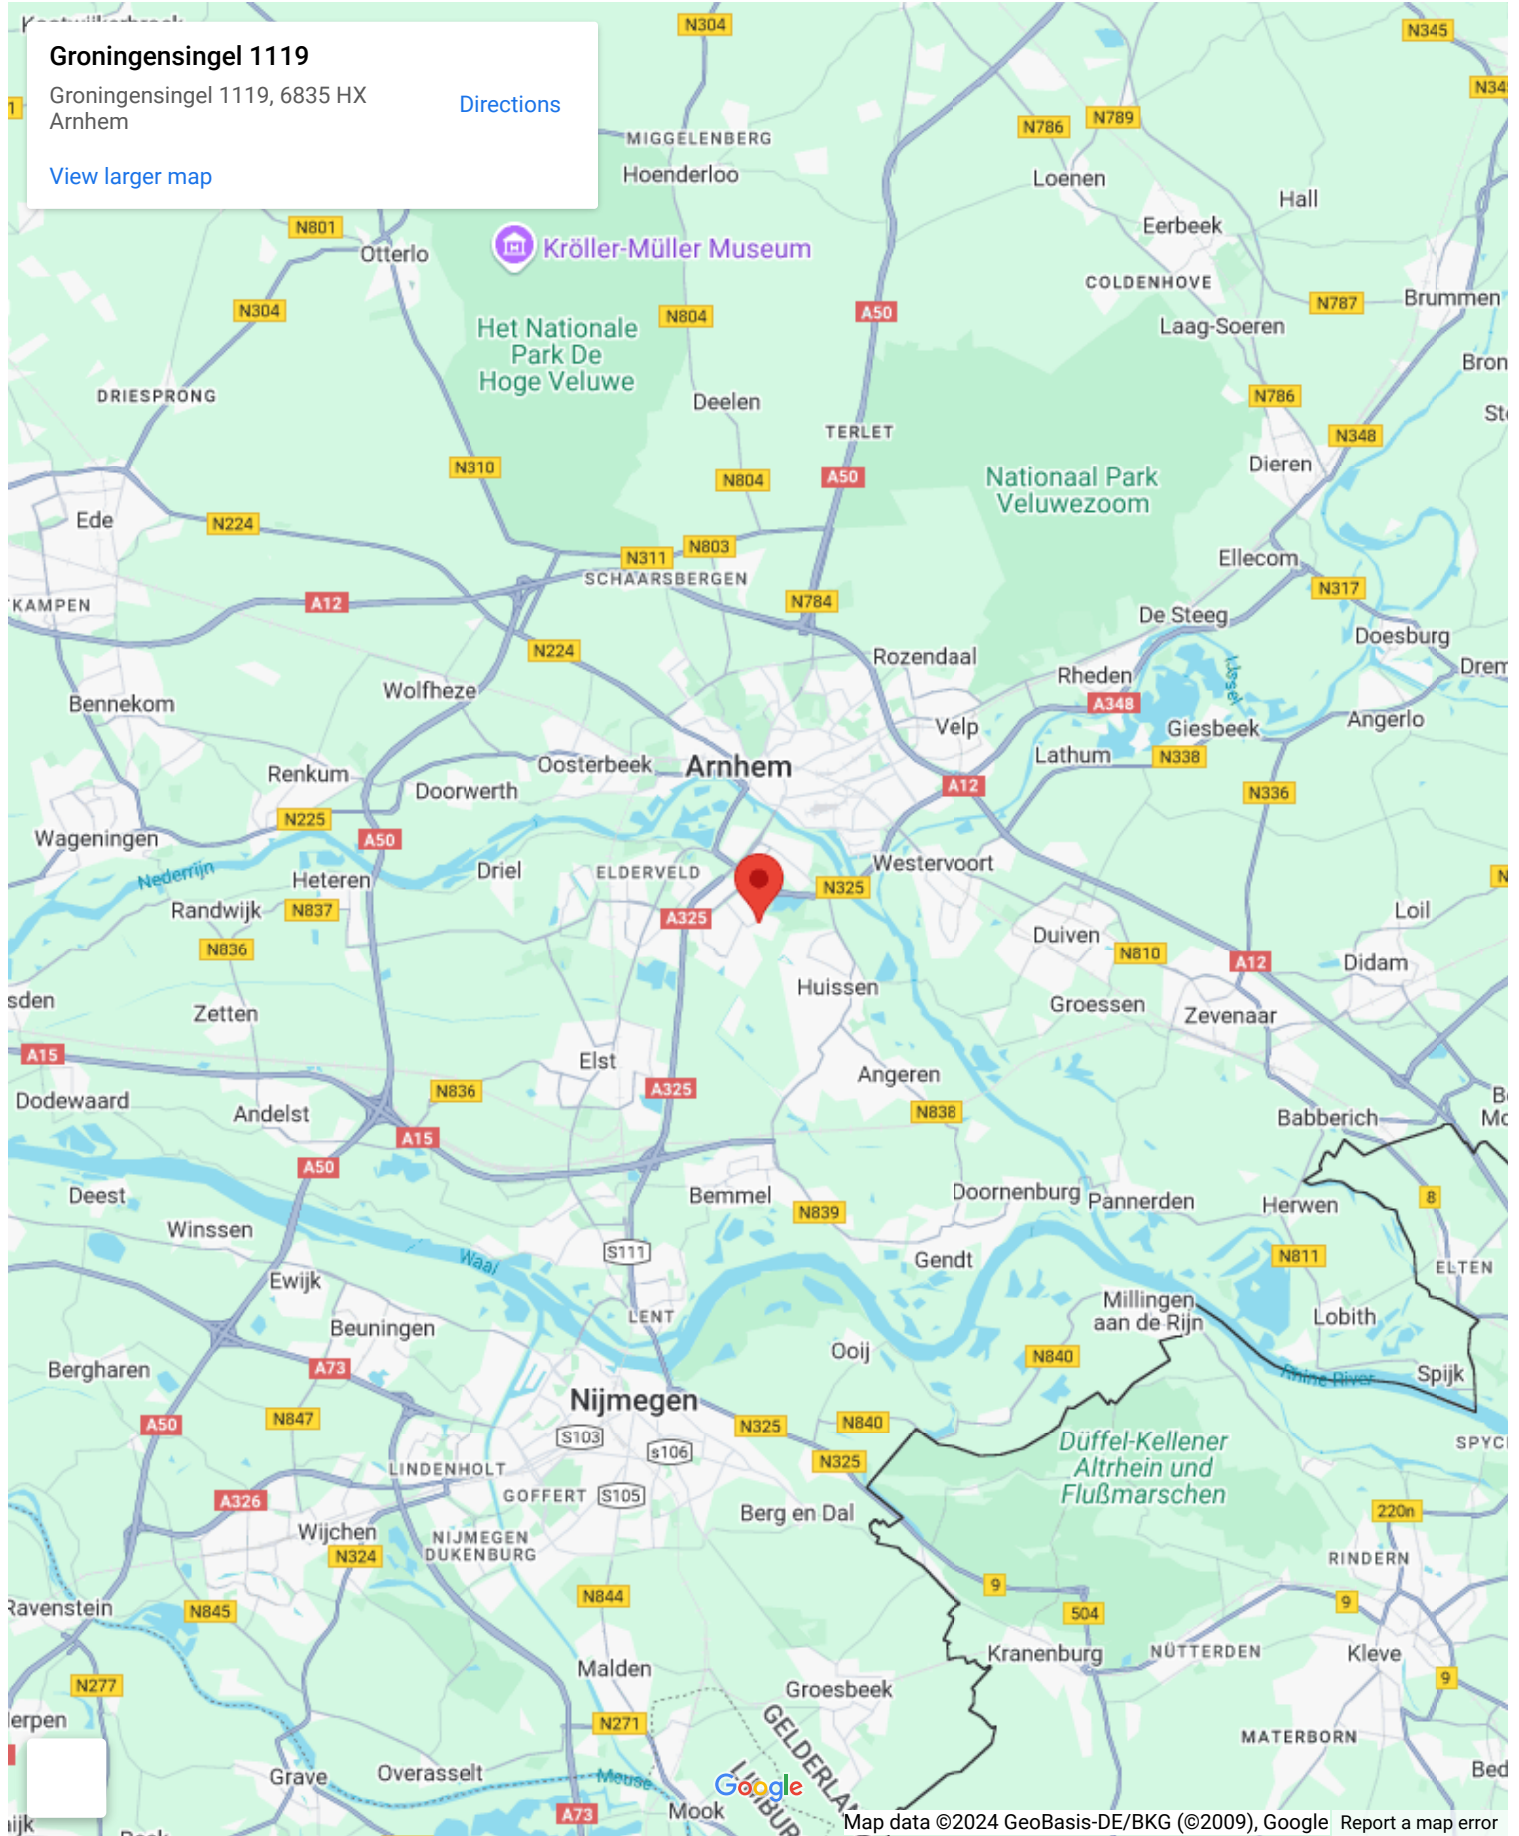 Groningensingel 1119
Groningensingel 1119, 6835 HX
Arnhem
Directions
View larger map
N304
N345
N786
N789
MIGGELENBERG
Hoenderloo
Loenen
Hall
Eerbeek
N801
Otterlo
Kröller-Müller Museum
COLDENHOVE
Brummen
N787
N304
N804
A50
Laag-Soeren
Het Nationale
Park De
Hoge Veluwe
Bron
DRIESPRONG
Deelen
N786
TERLET
N348
N310
N804
A50
Nationaal Park
Veluwezoom
Dieren
Ede
N224
N311
N803
Ellecom
SCHAARSBERGEN
N317
KAMPEN
A12
N784
De Steeg
Doesburg
N224
Rozendaal
Rheden
IJssel
Drem
Wolfheze
Bennekom
A348
Velp
Giesbeek
Angerlo
Lathum
N338
Oosterbeek
Arnhem
Renkum
Doorwerth
A12
N336
N225
Wageningen
A50
Nederrijn
Heteren
Driel
ELDERVELD
N325
Westervoort
Randwijk
N837
A325
Loil
N836
Duiven
N810
A12
Didam
sden
Zetten
Huissen
Groessen
Zevenaar
A15
Elst
Angeren
Dodewaard
N836
A325
Andelst
N838
Babberich
A15
A50
Deest
Bemmel
Doornenburg
Pannerden
Herwen
8
N839
Winssen
S111
Waal
Gendt
N811
ELTEN
Ewijk
LENT
Millingen
aan de Rijn
Lobith
Beuningen
Ooij
N840
Bergharen
A73
Rhine River
Spijk
Nijmegen
A50
N847
N325
N840
S103
s106
N325
Düffel-Kellener
Altrhein und
Flußmarschen
SPYC
LINDENHOLT
GOFFERT
S105
A326
Berg en Dal
220n
Wijchen
NIJMEGEN
DUKENBURG
N324
RINDERN
9
N844
9
Ravenstein
N845
504
Kranenburg
NÜTTERDEN
Kleve
Malden
N277
Groesbeek
9
erpen
N271
GELDERLA
MATERBORN
Grave
Overasselt
Meuse
Google
Bed
A73
Mook
Map data ©2024 GeoBasis-DE/BKG (©2009), Google
Report a map error